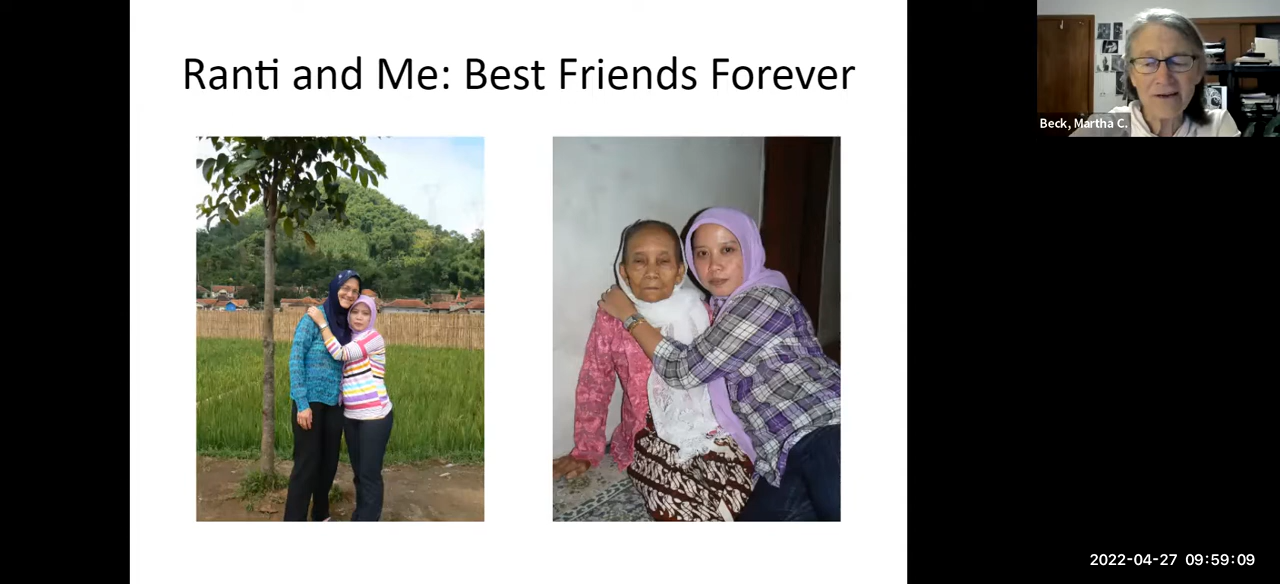 Ranti and Me: Best Friends Forever
Beck, Martha C.
2022-04-27 09:59:09